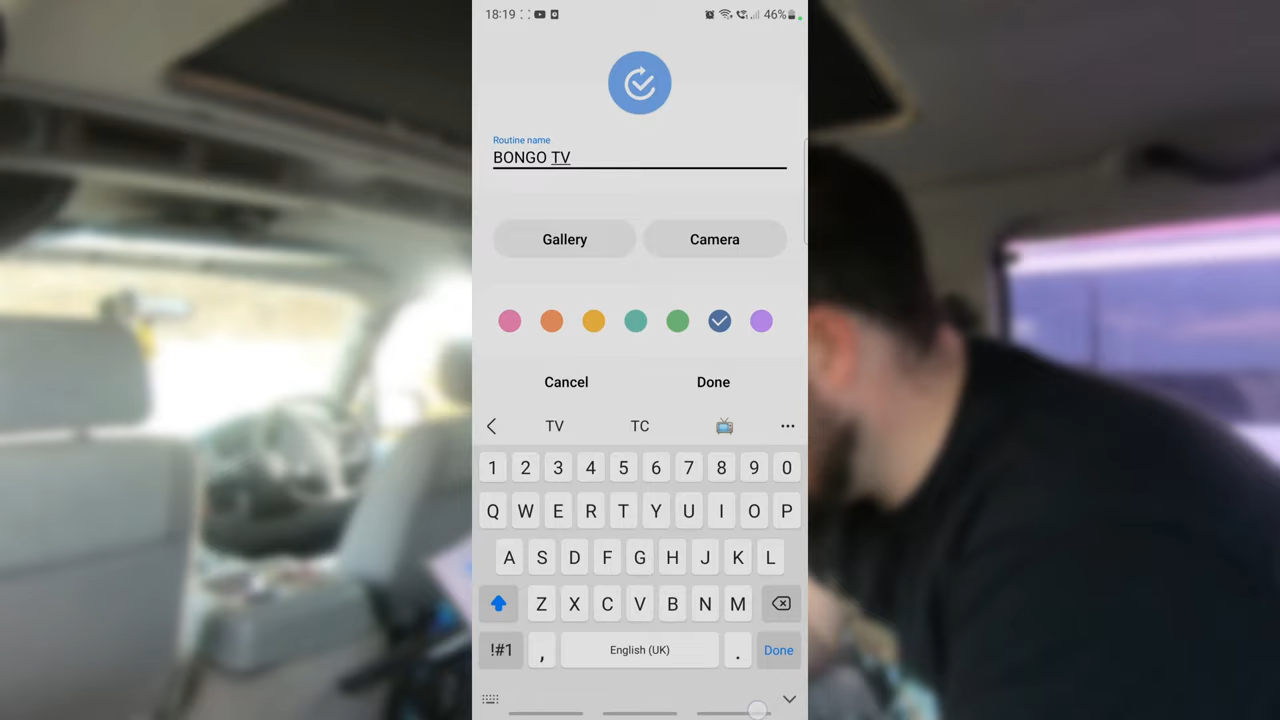 18:19 46%
Routine name
BONGO TV
Gallery Camera
Cancel Done
TV TC
1 2 3 4 5 6 7 8 9 0
Q W E R T Y U I O P
A S D F G H J K L
Z X C V B N M
!#1 , English (UK) . Done